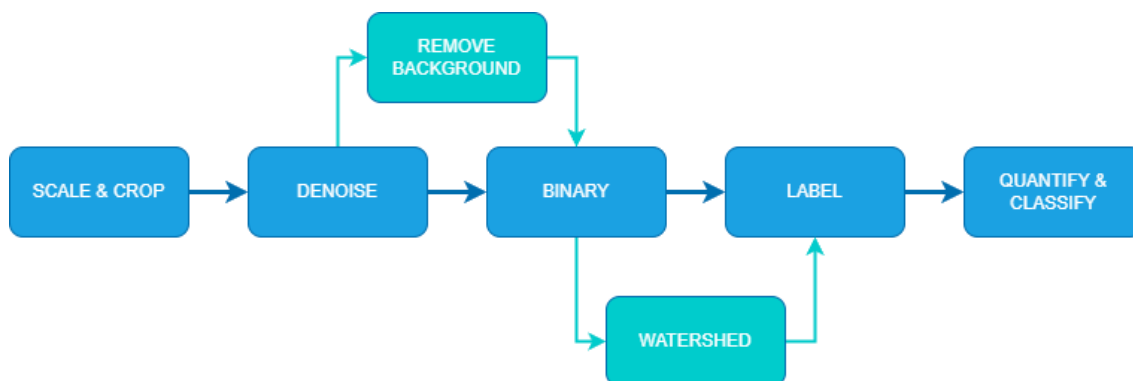 REMOVE
BACKGROUND
SCALE & CROP
DENOISE
BINARY
LABEL
QUANTIFY &
CLASSIFY
WATERSHED